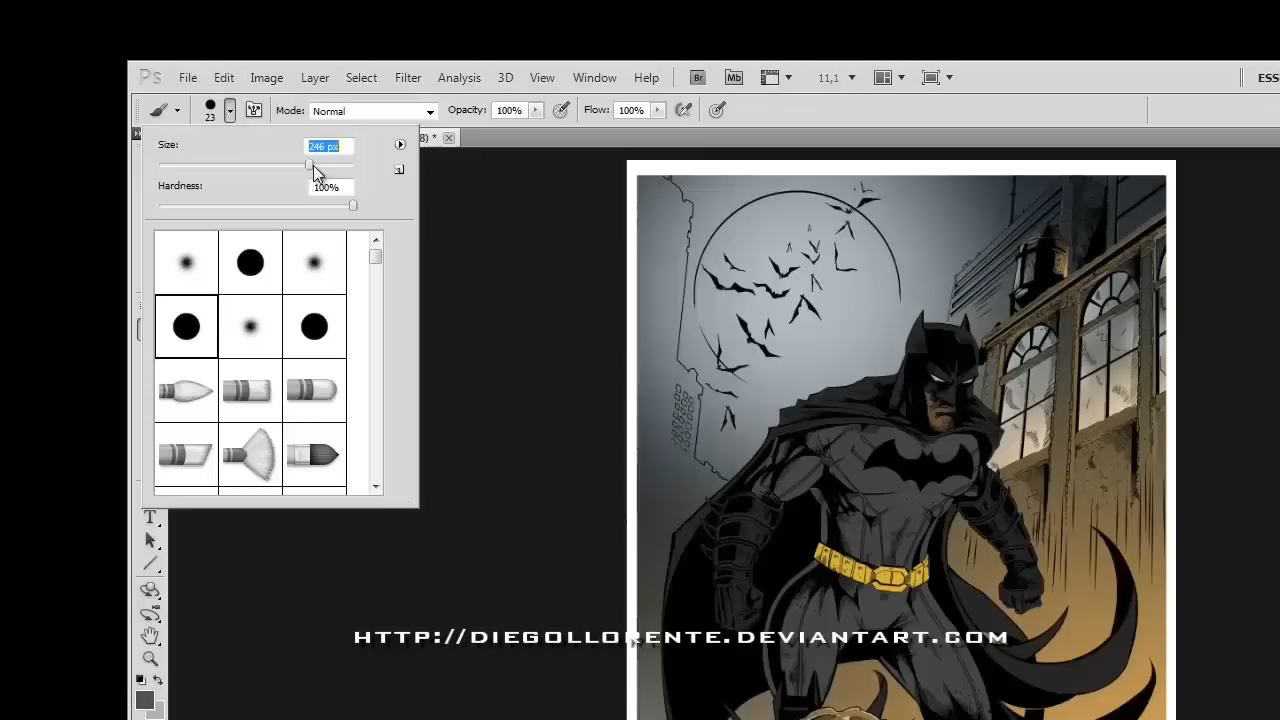 Ps File Edit Image Layer Select Filter Analysis 3D View Window Help Br Mb 11,1 ESS
23 Mode: Normal Opacity: 100% Flow: 100%
8) *
Size: 246 px
Hardness: 100%
T
HTTP://DIEGOLLORENTE.DEVIANTART.COM